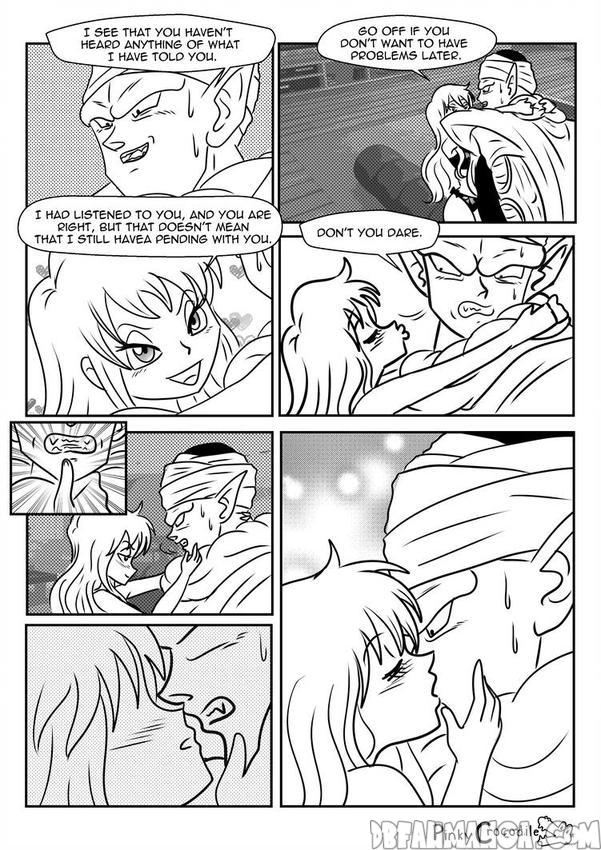 I SEE THAT YOU HAVEN'T
HEARD ANYTHING OF WHAT
I HAVE TOLD YOU.
GO OFF IF YOU
DON'T WANT TO HAVE
PROBLEMS LATER.
I HAD LISTENED TO YOU, AND YOU ARE
RIGHT, BUT THAT DOESN'T MEAN
THAT I STILL HAVEA PENDING WITH YOU.
DON'T YOU DARE.
Pinky Crocodile
DBFANMANGA.COM